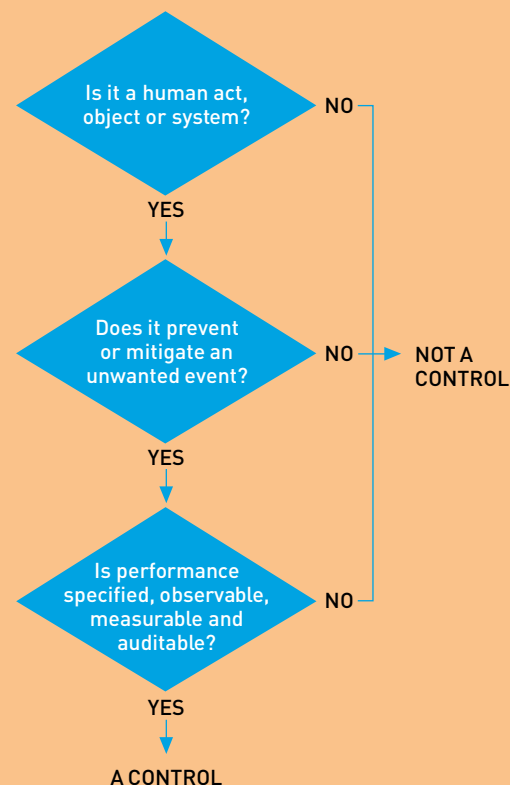 Is it a human act,
object or system?
NO
YES
Does it prevent
or mitigate an
unwanted event?
NO
NOT A
CONTROL
YES
Is performance
specified, observable,
measurable and
auditable?
NO
YES
A CONTROL